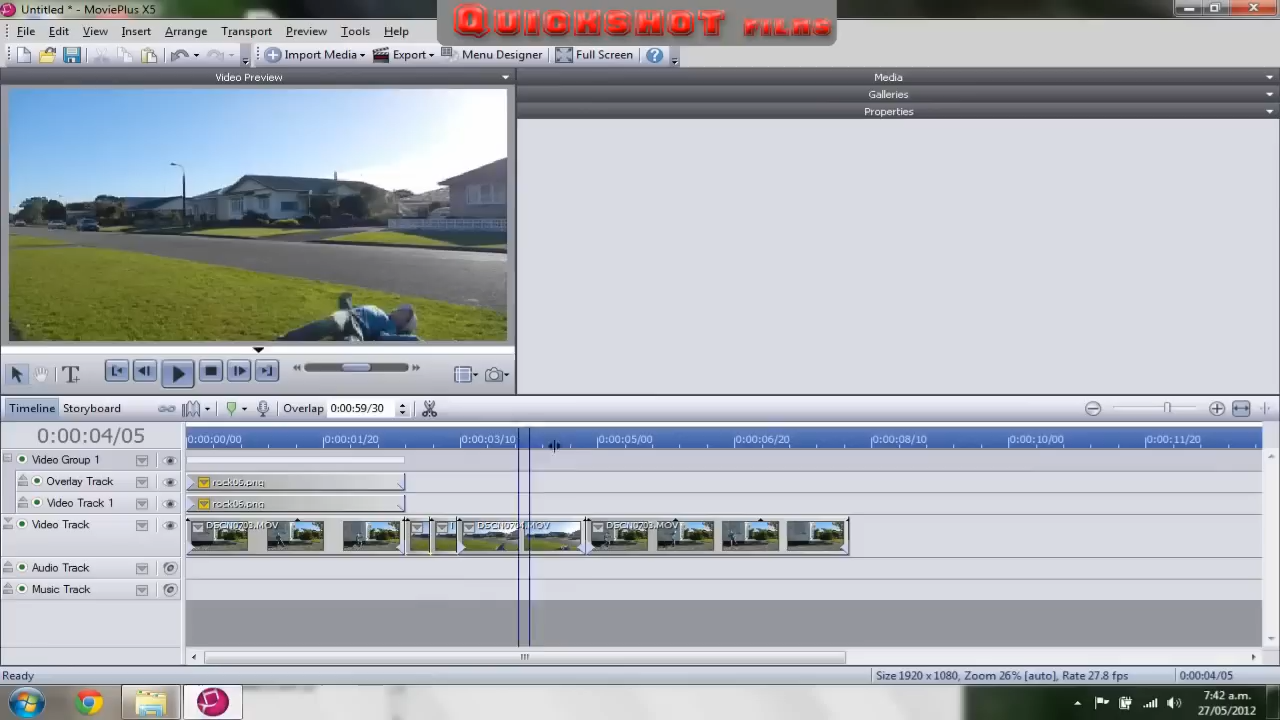 Untitled * - MoviePlus X5
QUICKSHOT FILMS
File Edit View Insert Arrange Transport Preview Tools Help
Import Media Export Menu Designer Full Screen
Video Preview
Media
Galleries
Properties
Timeline Storyboard Overlap 0:00:59/30
0:00:04/05
0:00:00/00 0:00:01/20 0:00:03/10 0:00:05/00 0:00:06/20 0:00:08/10 0:00:10/00 0:00:11/20
Video Group 1
Overlay Track rock06.png
Video Track 1 rock06.png
Video Track DSCN0703.MOV DSCN0704.MOV DSCN0703.MOV
Audio Track
Music Track
Ready Size 1920 x 1080, Zoom 26% [auto], Rate 27.8 fps 0:00:04/05
7:42 a.m.
27/05/2012